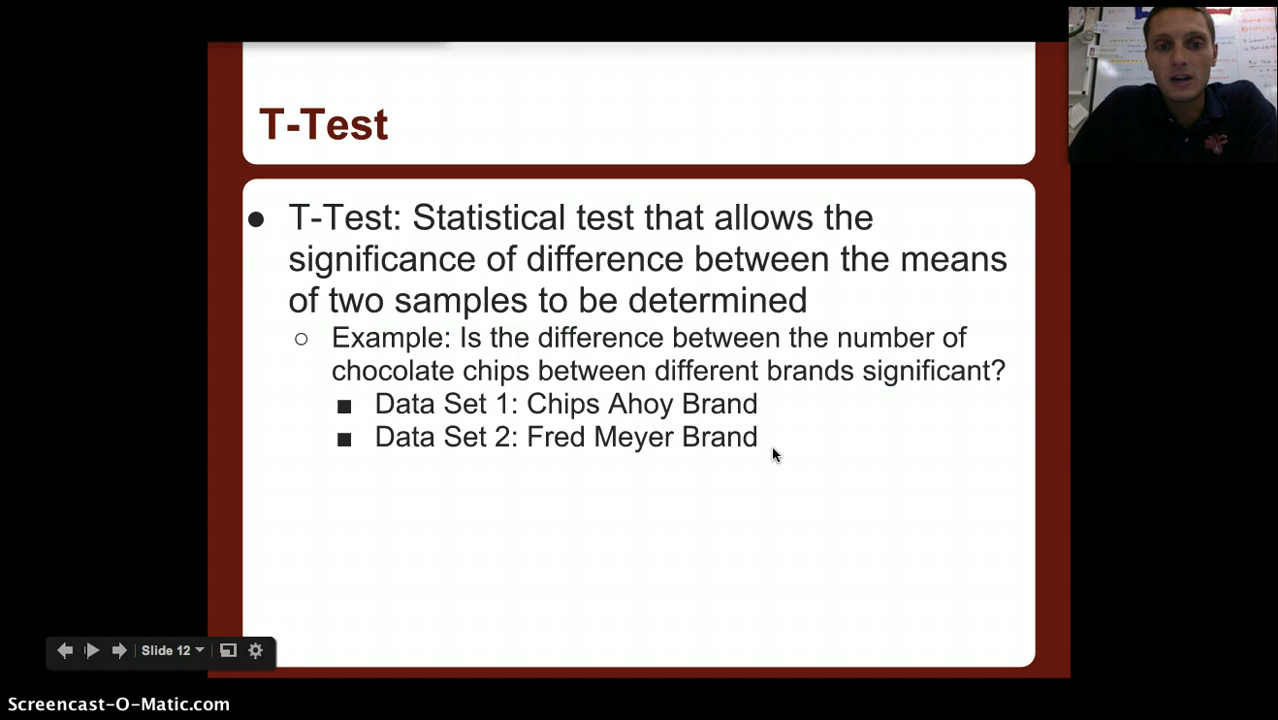 T-Test
● T-Test: Statistical test that allows the
significance of difference between the means
of two samples to be determined
○ Example: Is the difference between the number of
chocolate chips between different brands significant?
■ Data Set 1: Chips Ahoy Brand
■ Data Set 2: Fred Meyer Brand
Slide 12
Screencast-O-Matic.com